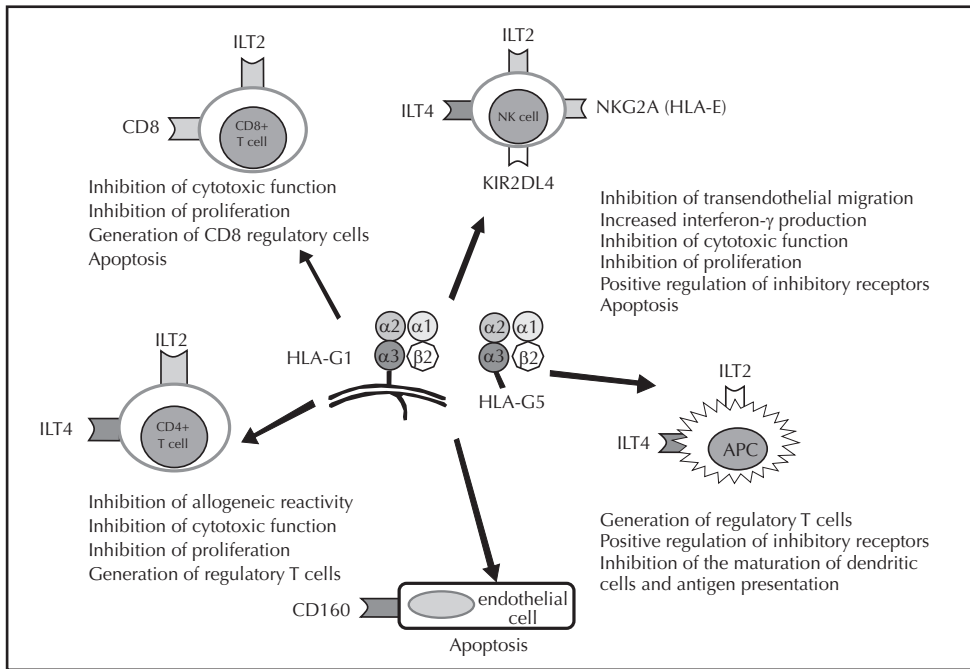 ILT2
CD8
CD8+
T cell
Inhibition of cytotoxic function
Inhibition of proliferation
Generation of CD8 regulatory cells
Apoptosis
ILT2
ILT4
NK cell
NKG2A (HLA-E)
KIR2DL4
Inhibition of transendothelial migration
Increased interferon-γ production
Inhibition of cytotoxic function
Inhibition of proliferation
Positive regulation of inhibitory receptors
Apoptosis
HLA-G1
α2 α1
α3 β2
α2 α1
α3 β2
HLA-G5
ILT2
ILT4
CD4+
T cell
Inhibition of allogeneic reactivity
Inhibition of cytotoxic function
Inhibition of proliferation
Generation of regulatory T cells
ILT2
ILT4
APC
Generation of regulatory T cells
Positive regulation of inhibitory receptors
Inhibition of the maturation of dendritic
cells and antigen presentation
CD160
endothelial
cell
Apoptosis